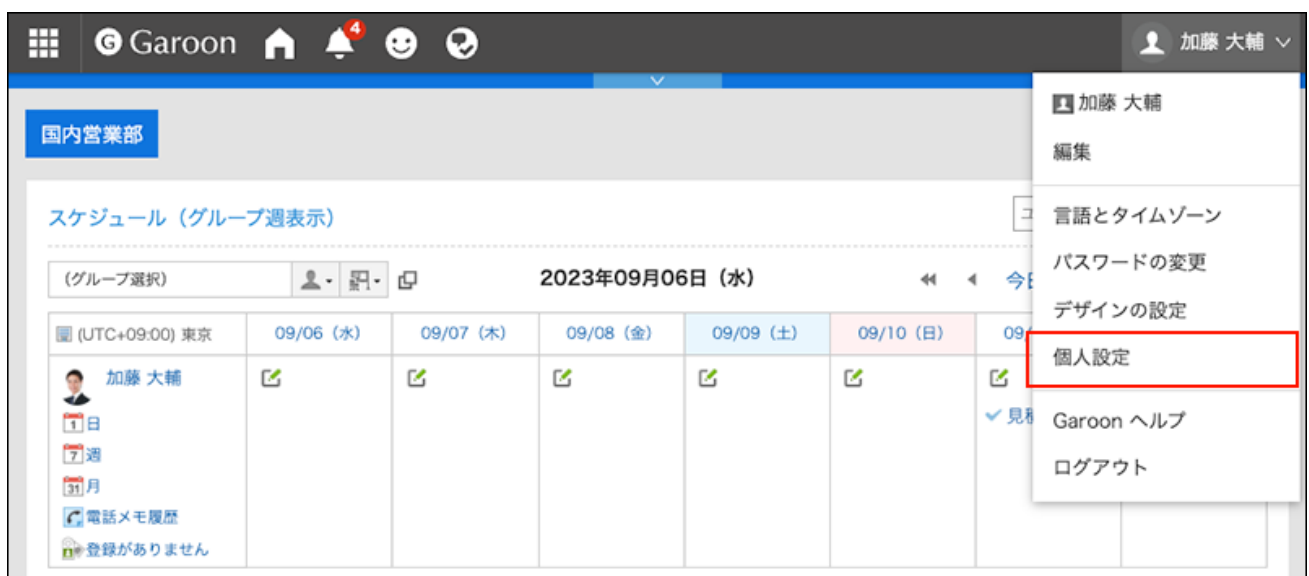 G Garoon
4
加藤 大輔
国内営業部
加藤 大輔
編集
言語とタイムゾーン
パスワードの変更
デザインの設定
個人設定
Garoon ヘルプ
ログアウト
スケジュール（グループ週表示）
(グループ選択)
2023年09月06日（水）
(UTC+09:00) 東京
09/06（水）
09/07（木）
09/08（金）
09/09（土）
09/10（日）
09/
加藤 大輔
1 日
7 週
31 月
電話メモ履歴
登録がありません